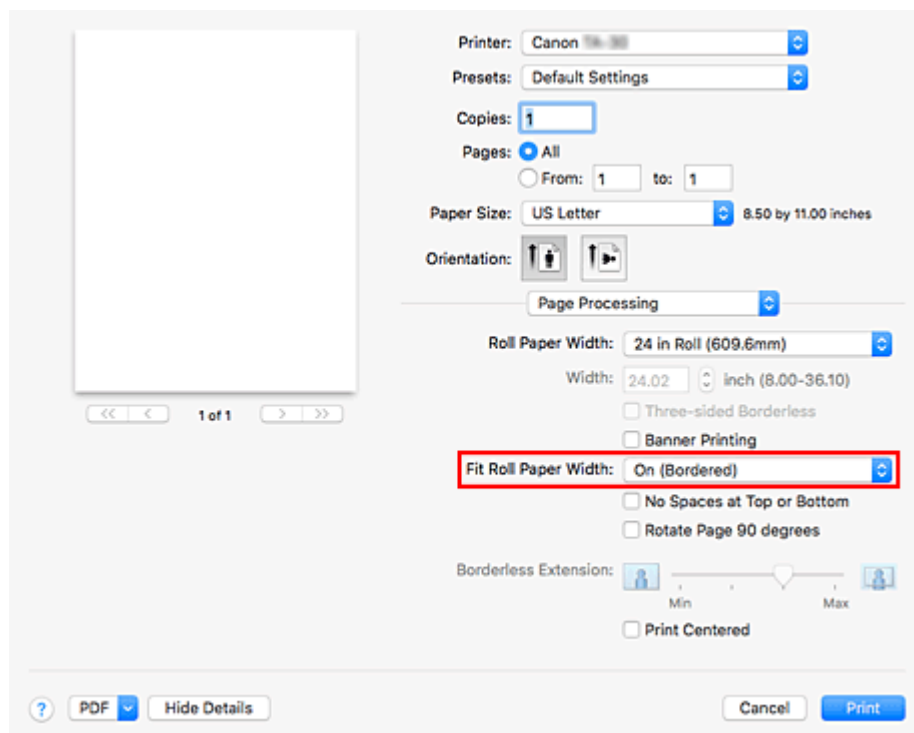 Printer: Canon
Presets: Default Settings
Copies: 1
Pages: All
From: 1 to: 1
Paper Size: US Letter 8.50 by 11.00 inches
Orientation:
Page Processing
Roll Paper Width: 24 in Roll (609.6mm)
Width: 24.02 inch (8.00-36.10)
<< < 1 of 1 > >>
Three-sided Borderless
Banner Printing
Fit Roll Paper Width: On (Bordered)
No Spaces at Top or Bottom
Rotate Page 90 degrees
Borderless Extension:
Min Max
Print Centered
? PDF Hide Details Cancel Print